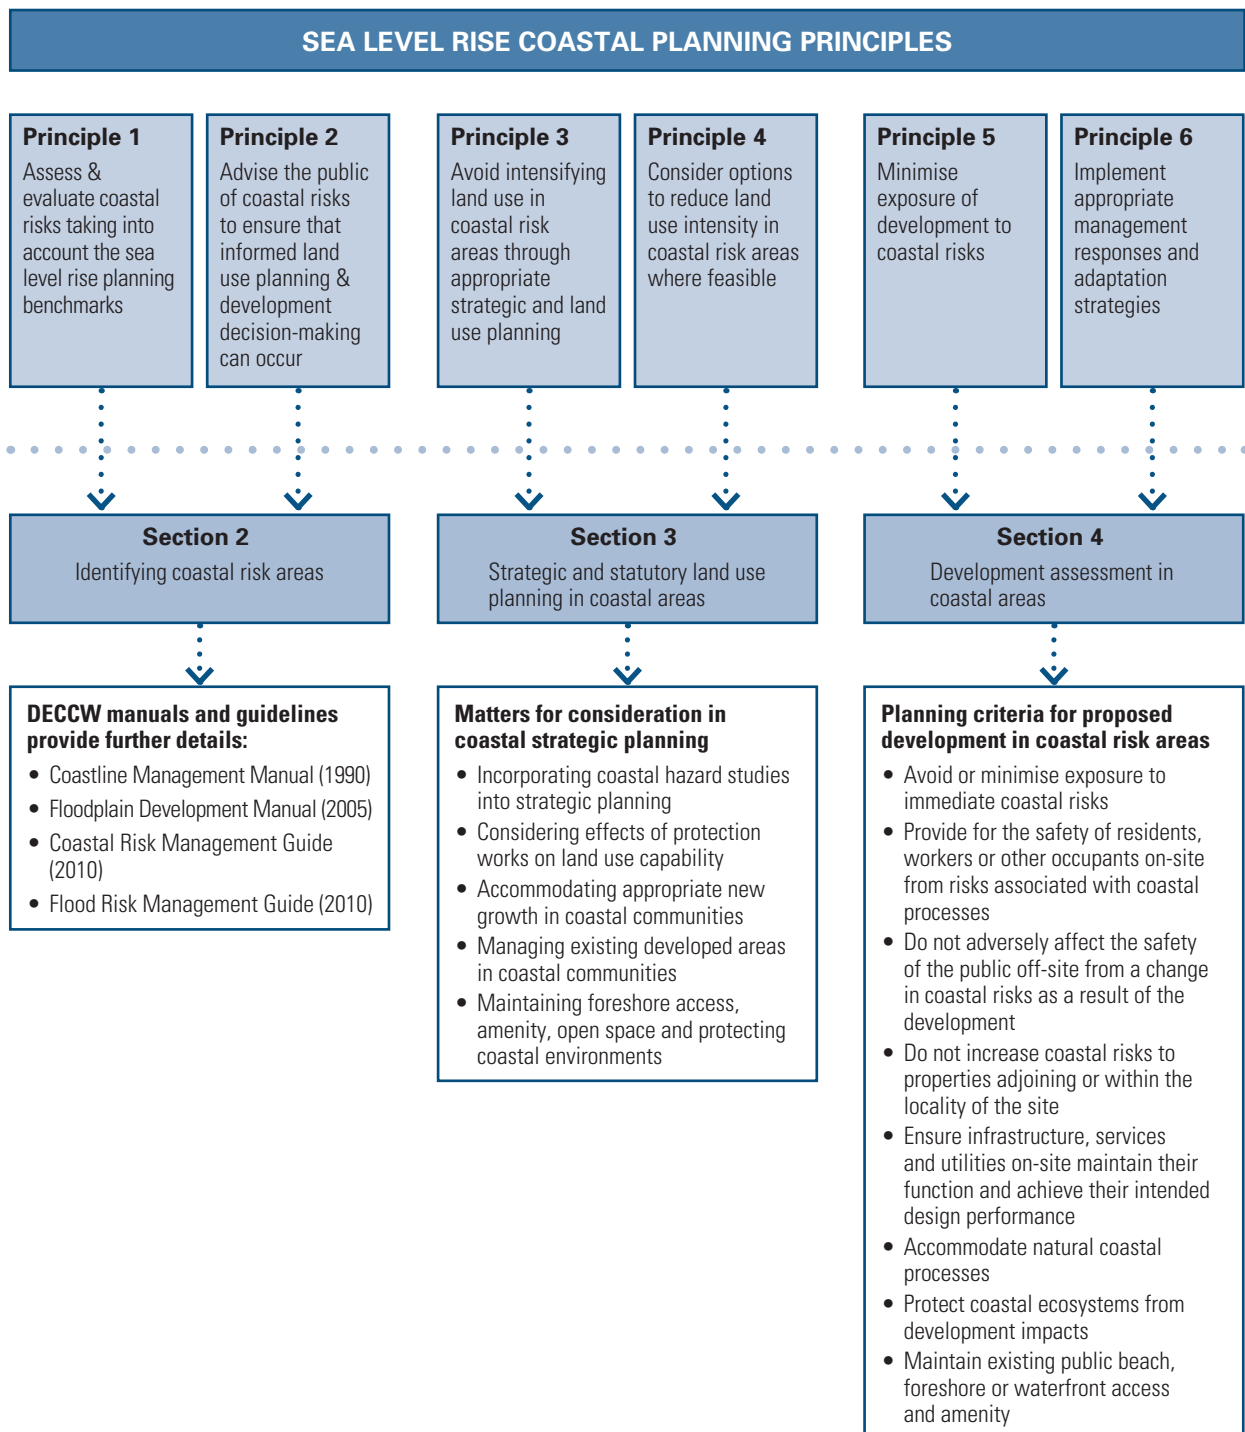 SEA LEVEL RISE COASTAL PLANNING PRINCIPLES
Principle 1
Assess &
evaluate coastal
risks taking into
account the sea
level rise planning
benchmarks
Principle 2
Advise the public
of coastal risks
to ensure that
informed land
use planning &
development
decision-making
can occur
Principle 3
Avoid intensifying
land use in
coastal risk
areas through
appropriate
strategic and land
use planning
Principle 4
Consider options
to reduce land
use intensity in
coastal risk areas
where feasible
Principle 5
Minimise
exposure of
development to
coastal risks
Principle 6
Implement
appropriate
management
responses and
adaptation
strategies
Section 2
Identifying coastal risk areas
Section 3
Strategic and statutory land use
planning in coastal areas
Section 4
Development assessment in
coastal areas
DECCW manuals and guidelines
provide further details:
• Coastline Management Manual (1990)
• Floodplain Development Manual (2005)
• Coastal Risk Management Guide
(2010)
• Flood Risk Management Guide (2010)
Matters for consideration in
coastal strategic planning
• Incorporating coastal hazard studies
into strategic planning
• Considering effects of protection
works on land use capability
• Accommodating appropriate new
growth in coastal communities
• Managing existing developed areas
in coastal communities
• Maintaining foreshore access,
amenity, open space and protecting
coastal environments
Planning criteria for proposed
development in coastal risk areas
• Avoid or minimise exposure to
immediate coastal risks
• Provide for the safety of residents,
workers or other occupants on-site
from risks associated with coastal
processes
• Do not adversely affect the safety
of the public off-site from a change
in coastal risks as a result of the
development
• Do not increase coastal risks to
properties adjoining or within the
locality of the site
• Ensure infrastructure, services
and utilities on-site maintain their
function and achieve their intended
design performance
• Accommodate natural coastal
processes
• Protect coastal ecosystems from
development impacts
• Maintain existing public beach,
foreshore or waterfront access
and amenity